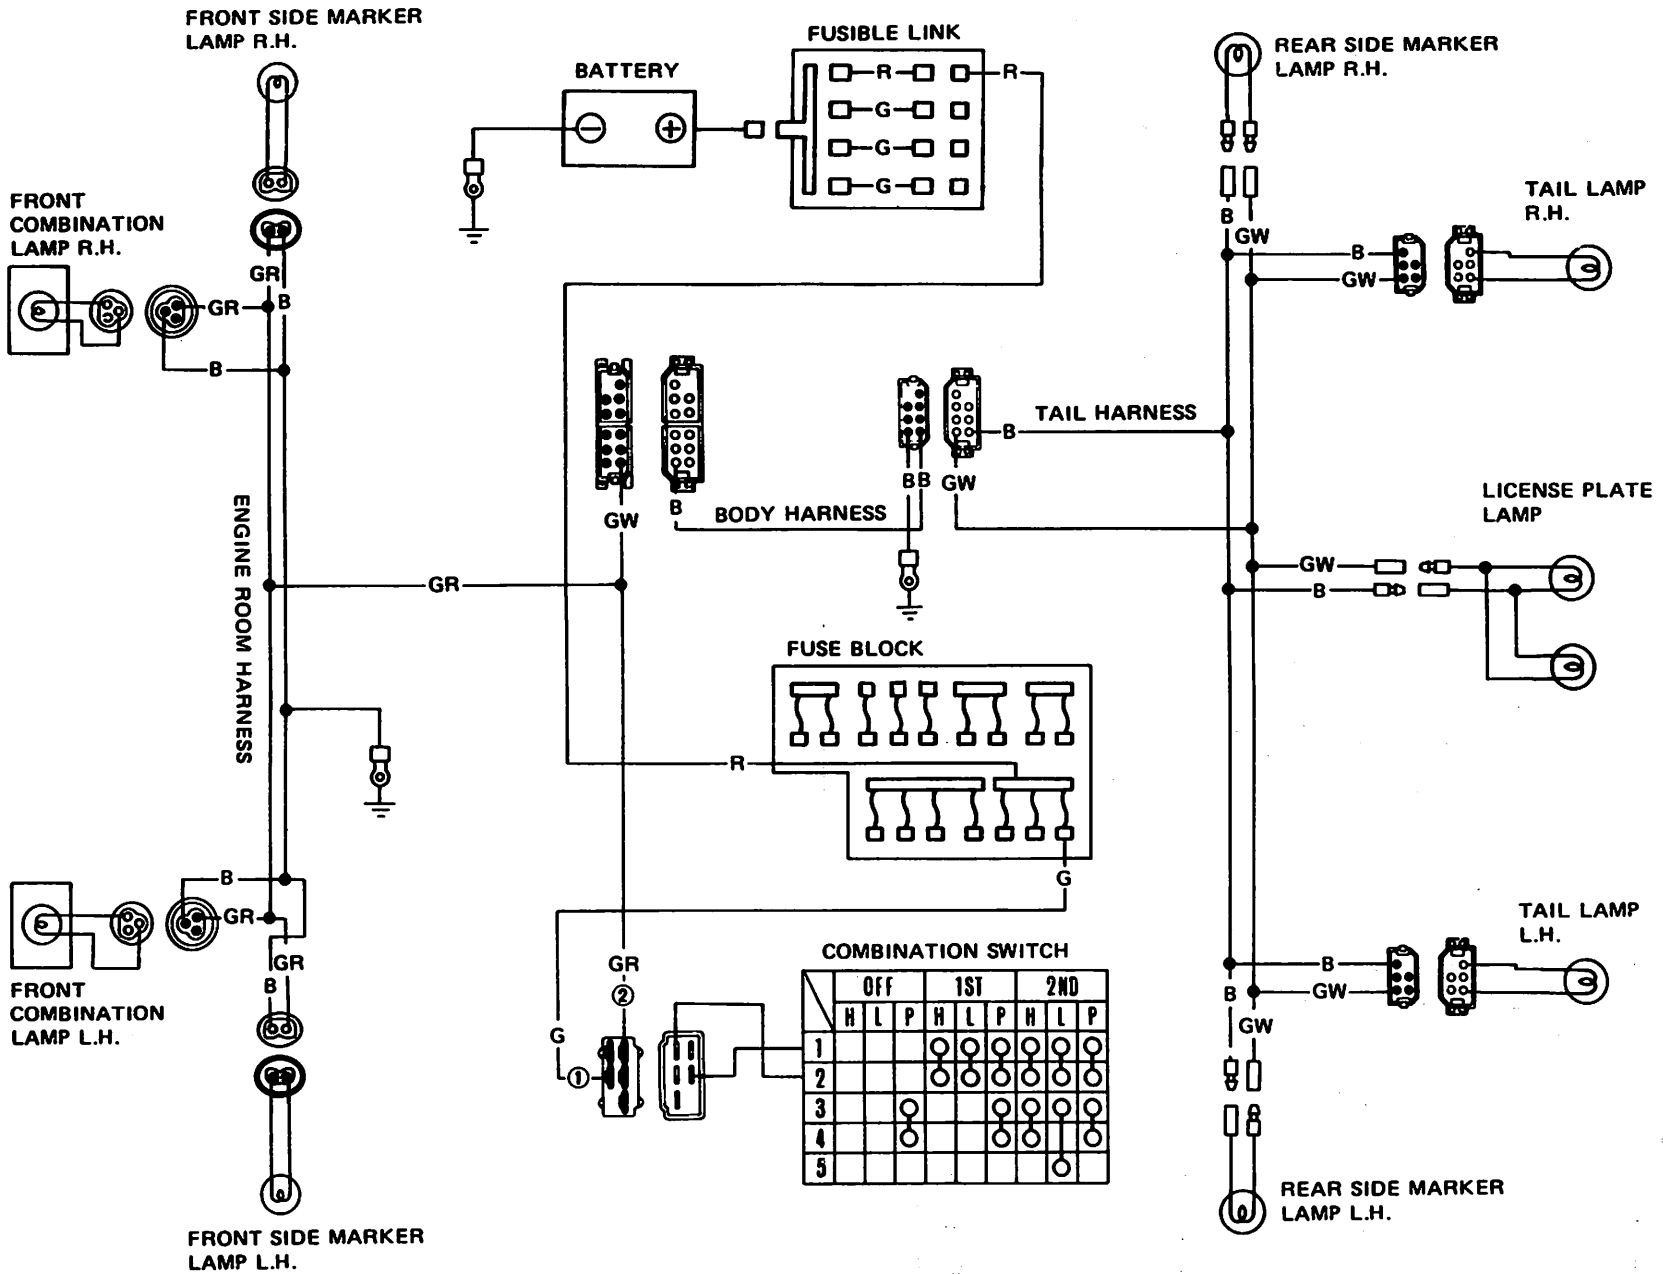 FRONT SIDE MARKER
LAMP R.H.
FUSIBLE LINK
BATTERY
R
R
G
G
G
REAR SIDE MARKER
LAMP R.H.
FRONT
COMBINATION
LAMP R.H.
GR
B
GR
B
B
GW
TAIL LAMP
R.H.
B
GW
TAIL HARNESS
B
B
B
GW
GW
B
BODY HARNESS
ENGINE ROOM HARNESS
GR
LICENSE PLATE
LAMP
GW
B
FUSE BLOCK
R
G
B
GR
GR
B
FRONT
COMBINATION
LAMP L.H.
GR
2
G
1
COMBINATION SWITCH
OFF 1ST 2ND
H L P H L P H L P
1
2
3
4
5
TAIL LAMP
L.H.
B
GW
B
GW
FRONT SIDE MARKER
LAMP L.H.
REAR SIDE MARKER
LAMP L.H.